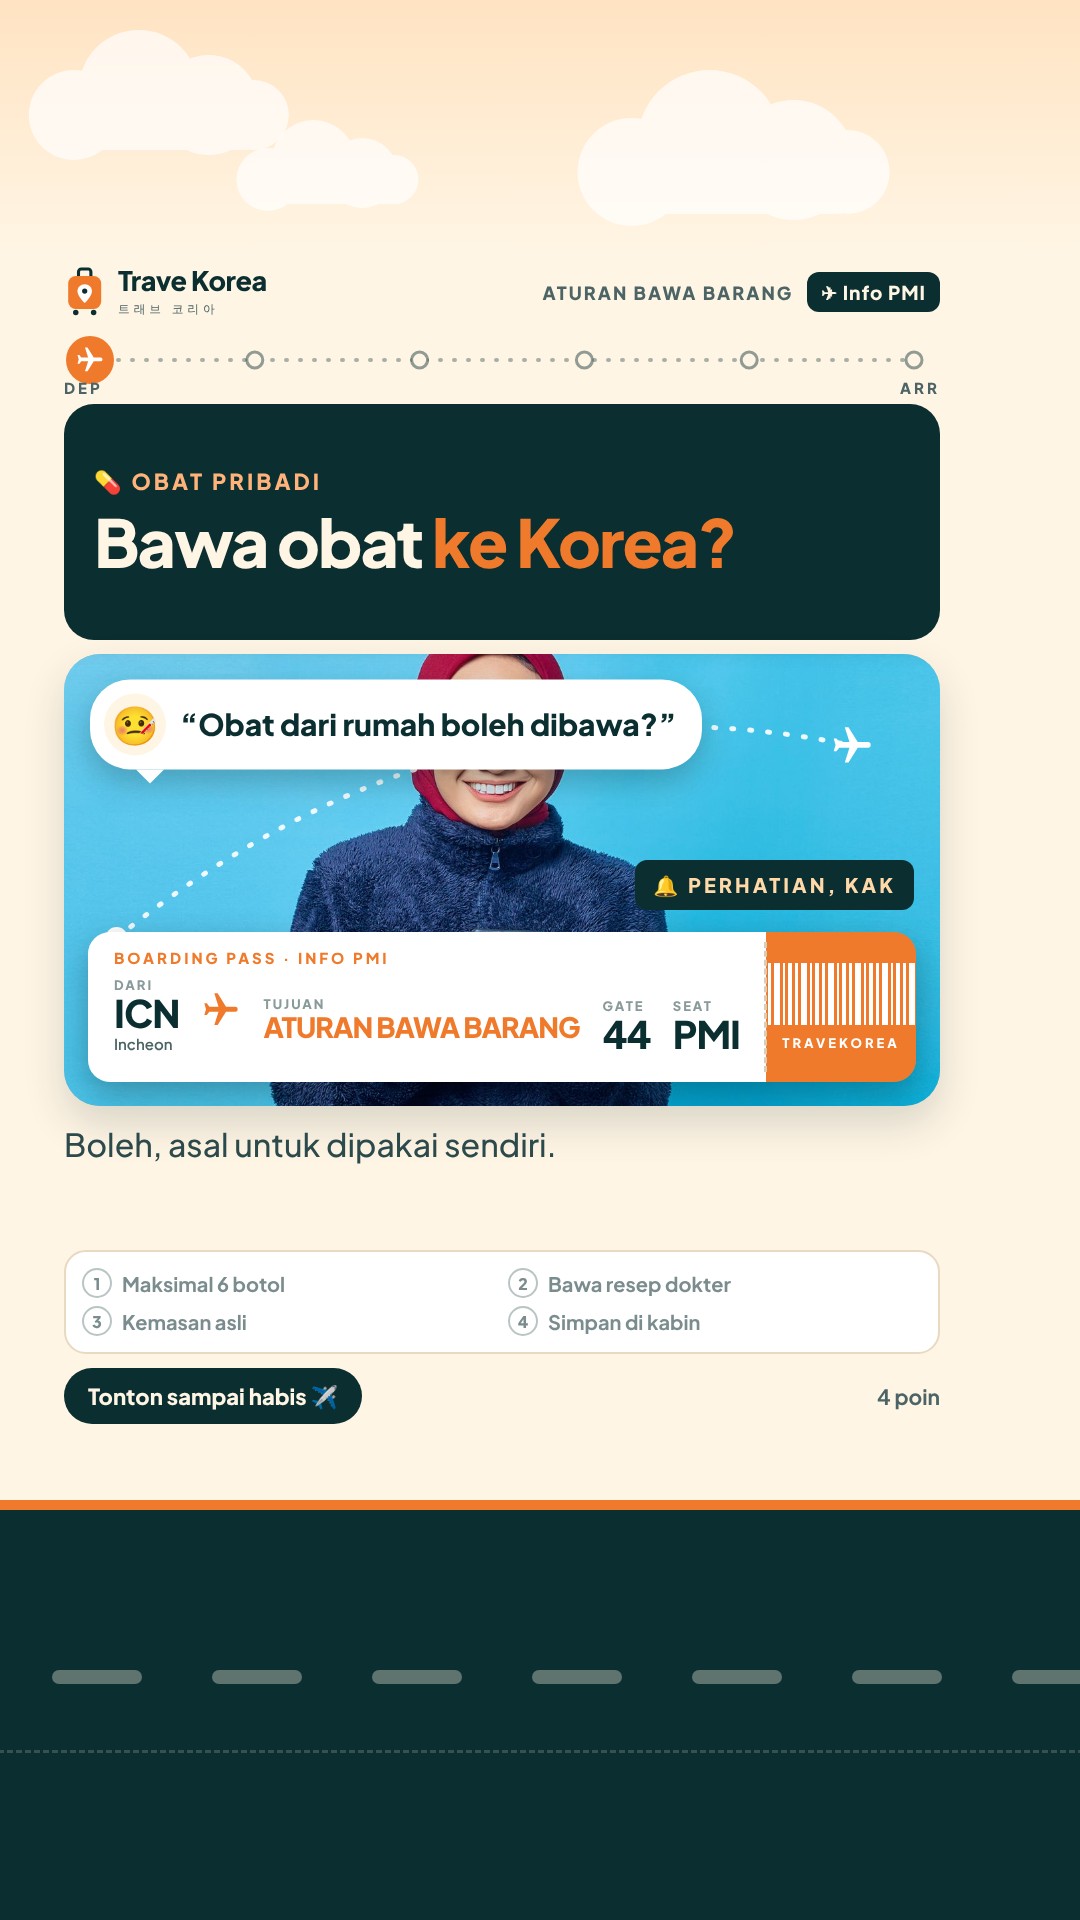 Trave Korea
트래브 코리아
ATURAN BAWA BARANG
✈ Info PMI
DEP
ARR
💊 OBAT PRIBADI
Bawa obat ke Korea?
🤒 “Obat dari rumah boleh dibawa?”
🔔 PERHATIAN, KAK
BOARDING PASS · INFO PMI
DARI
ICN
Incheon
TUJUAN
ATURAN BAWA BARANG
GATE
44
SEAT
PMI
TRAVEKOREA
Boleh, asal untuk dipakai sendiri.
1 Maksimal 6 botol
2 Bawa resep dokter
3 Kemasan asli
4 Simpan di kabin
Tonton sampai habis ✈️
4 poin